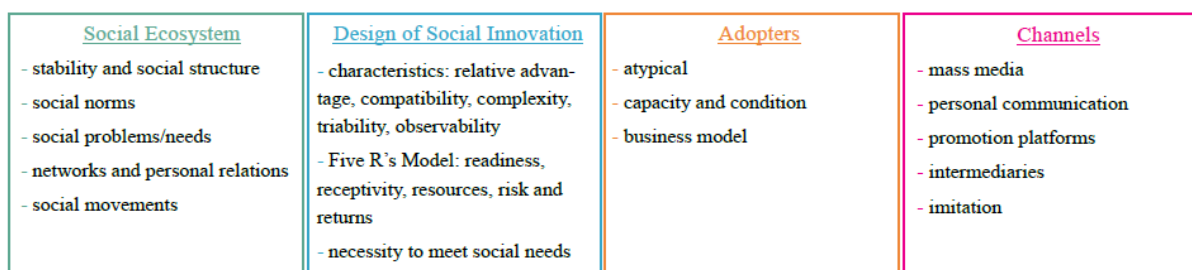 Social Ecosystem
- stability and social structure
- social norms
- social problems/needs
- networks and personal relations
- social movements
Design of Social Innovation
- characteristics: relative advan-
tage, compatibility, complexity,
triability, observability
- Five R's Model: readiness,
receptivity, resources, risk and
returns
- necessity to meet social needs
Adopters
- atypical
- capacity and condition
- business model
Channels
- mass media
- personal communication
- promotion platforms
- intermediaries
- imitation